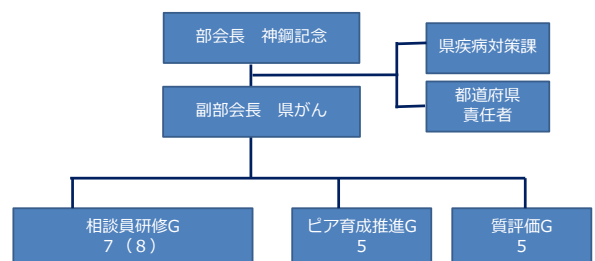 部会長　神鋼記念
県疾病対策課
都道府県
責任者
副部会長　県がん
相談員研修G
７（８）
ピア育成推進G
5
質評価G
5